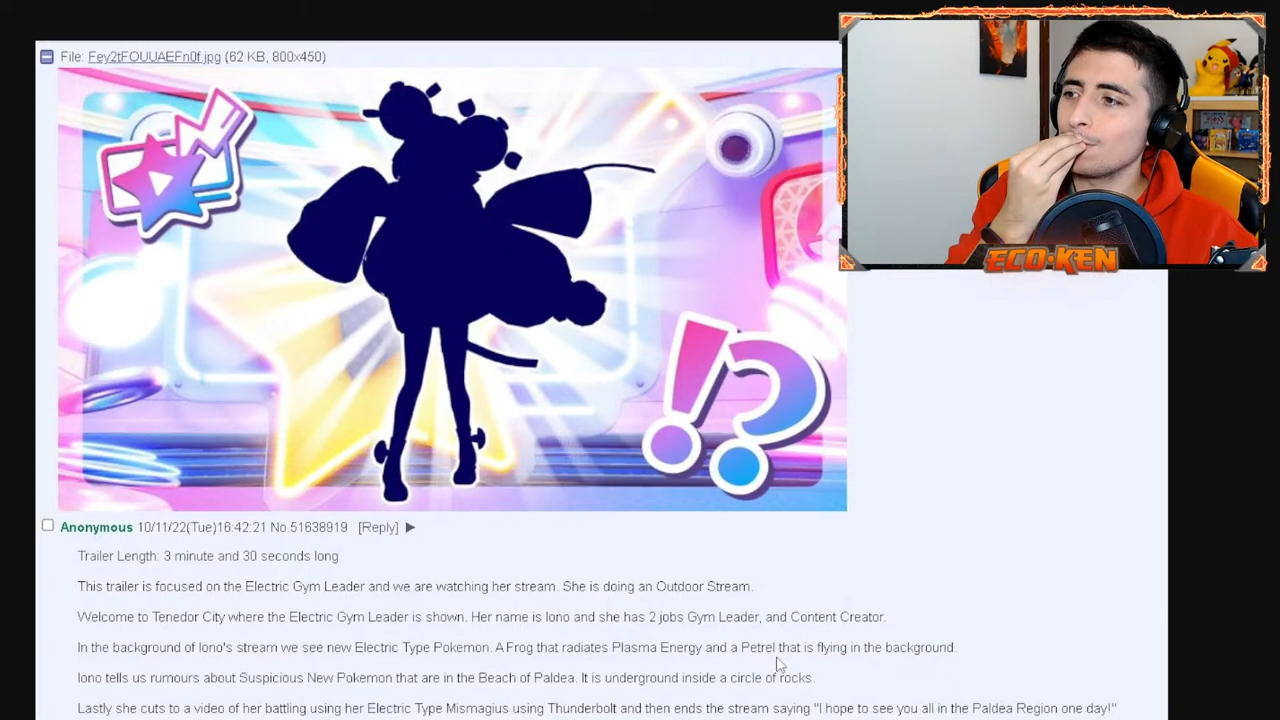 File: Fey2tFOUUAEFn0f.jpg (62 KB, 800x450)
ECO·KEN
!?
Anonymous 10/11/22(Tue)16:42:21 No.51638919 [Reply] ▶
Trailer Length: 3 minute and 30 seconds long
This trailer is focused on the Electric Gym Leader and we are watching her stream. She is doing an Outdoor Stream.
Welcome to Tenedor City where the Electric Gym Leader is shown. Her name is Iono and she has 2 jobs Gym Leader, and Content Creator.
In the background of Iono's stream we see new Electric Type Pokemon. A Frog that radiates Plasma Energy and a Petrel that is flying in the background.
Iono tells us rumours about Suspicious New Pokemon that are in the Beach of Paldea. It is underground inside a circle of rocks.
Lastly she cuts to a video of her battling using her Electric Type Mismagius using Thunderbolt and then ends the stream saying "I hope to see you all in the Paldea Region one day!"